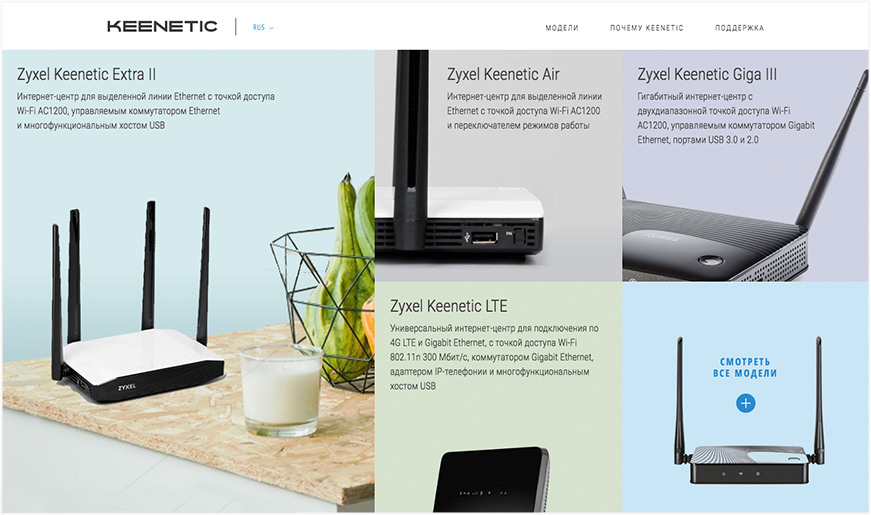 KEENETIC
RUS
МОДЕЛИ
ПОЧЕМУ KEENETIC
ПОДДЕРЖКА
Zyxel Keenetic Extra II
Интернет-центр для выделенной линии Ethernet с точкой доступа
Wi-Fi AC1200, управляемым коммутатором Ethernet
и многофункциональным хостом USB
ZYXEL
Zyxel Keenetic Air
Интернет-центр для выделенной линии
Ethernet с точкой доступа Wi-Fi AC1200
и переключателем режимов работы
Zyxel Keenetic Giga III
Гигабитный интернет-центр с
двухдиапазонной точкой доступа Wi-Fi
AC1200, управляемым коммутатором Gigabit
Ethernet, портами USB 3.0 и 2.0
ZYXEL
Zyxel Keenetic LTE
Универсальный интернет-центр для подключения по
4G LTE и Gigabit Ethernet, с точкой доступа Wi-Fi
802.11n 300 Мбит/с, коммутатором Gigabit Ethernet,
адаптером IP-телефонии и многофункциональным
хостом USB
СМОТРЕТЬ
ВСЕ МОДЕЛИ